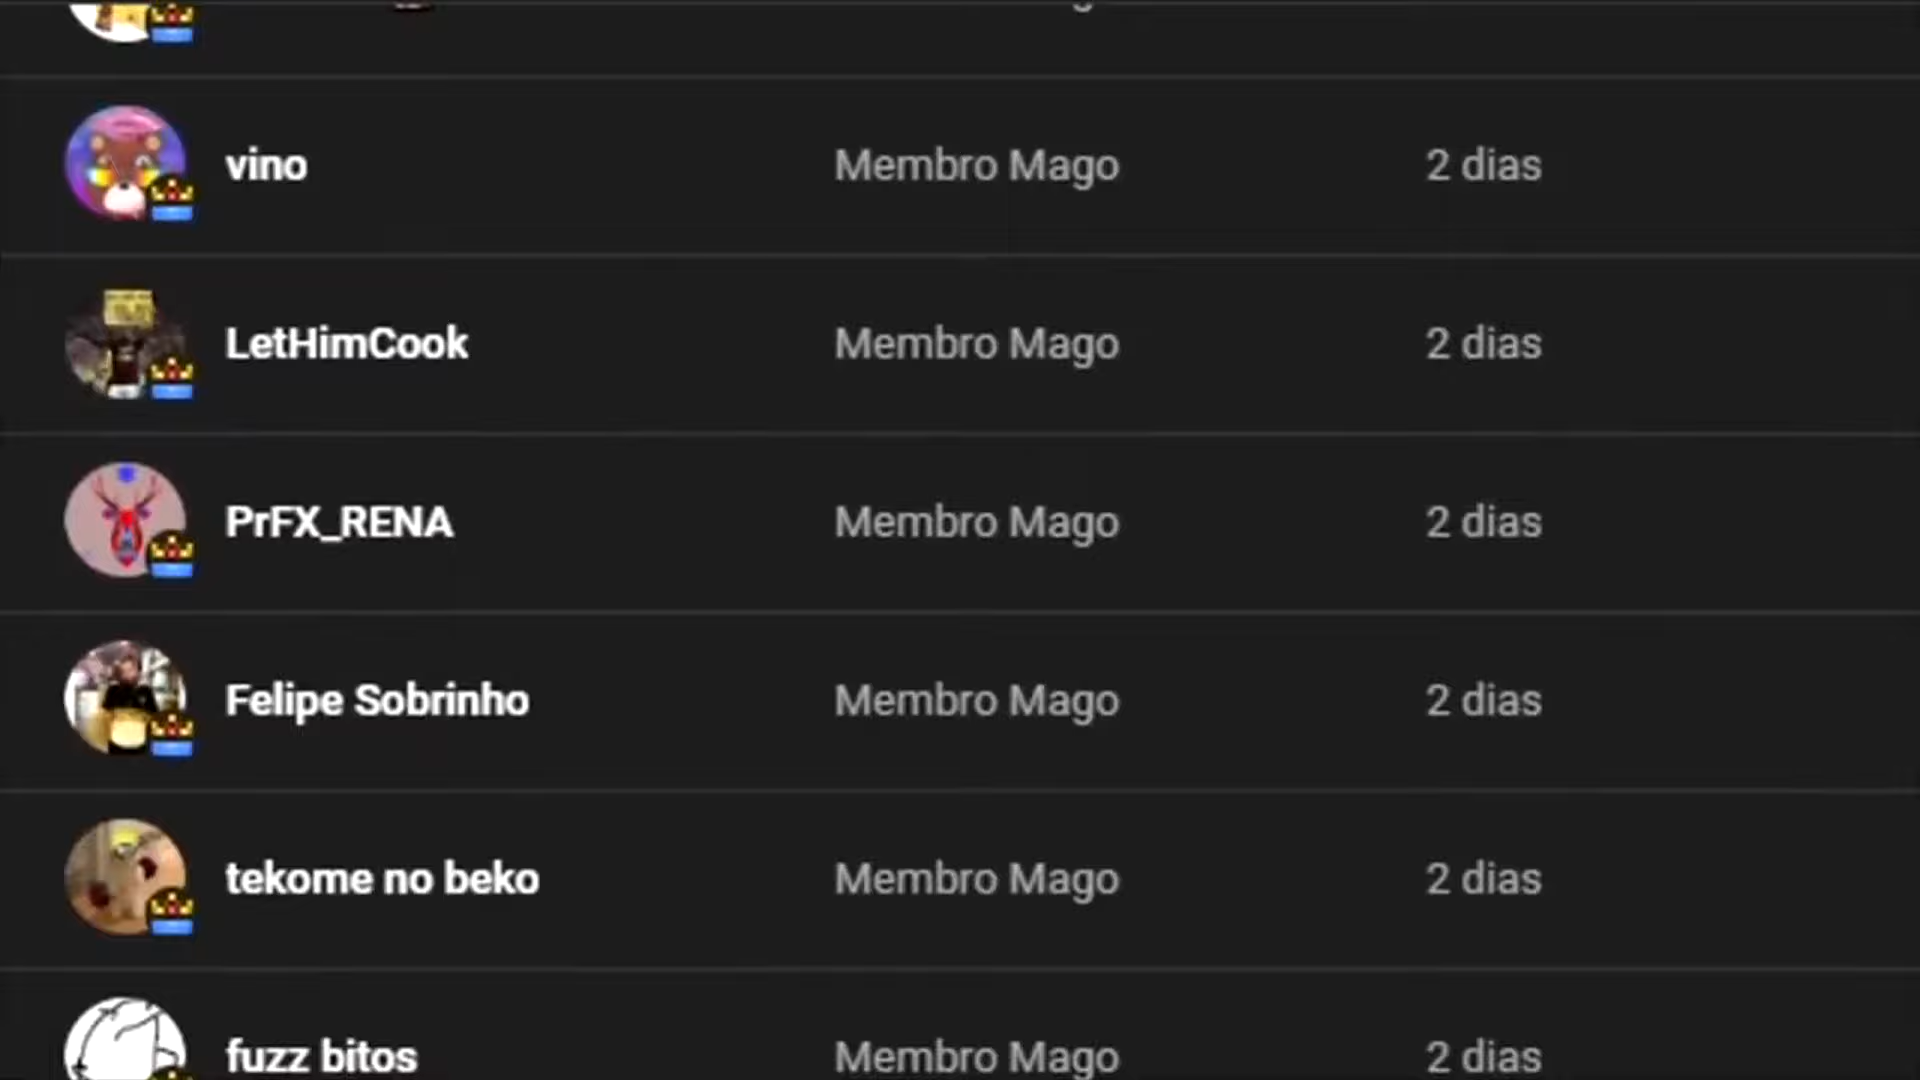 vino Membro Mago 2 dias
LetHimCook Membro Mago 2 dias
PrFX_RENA Membro Mago 2 dias
Felipe Sobrinho Membro Mago 2 dias
tekome no beko Membro Mago 2 dias
fuzz bitos Membro Mago 2 dias